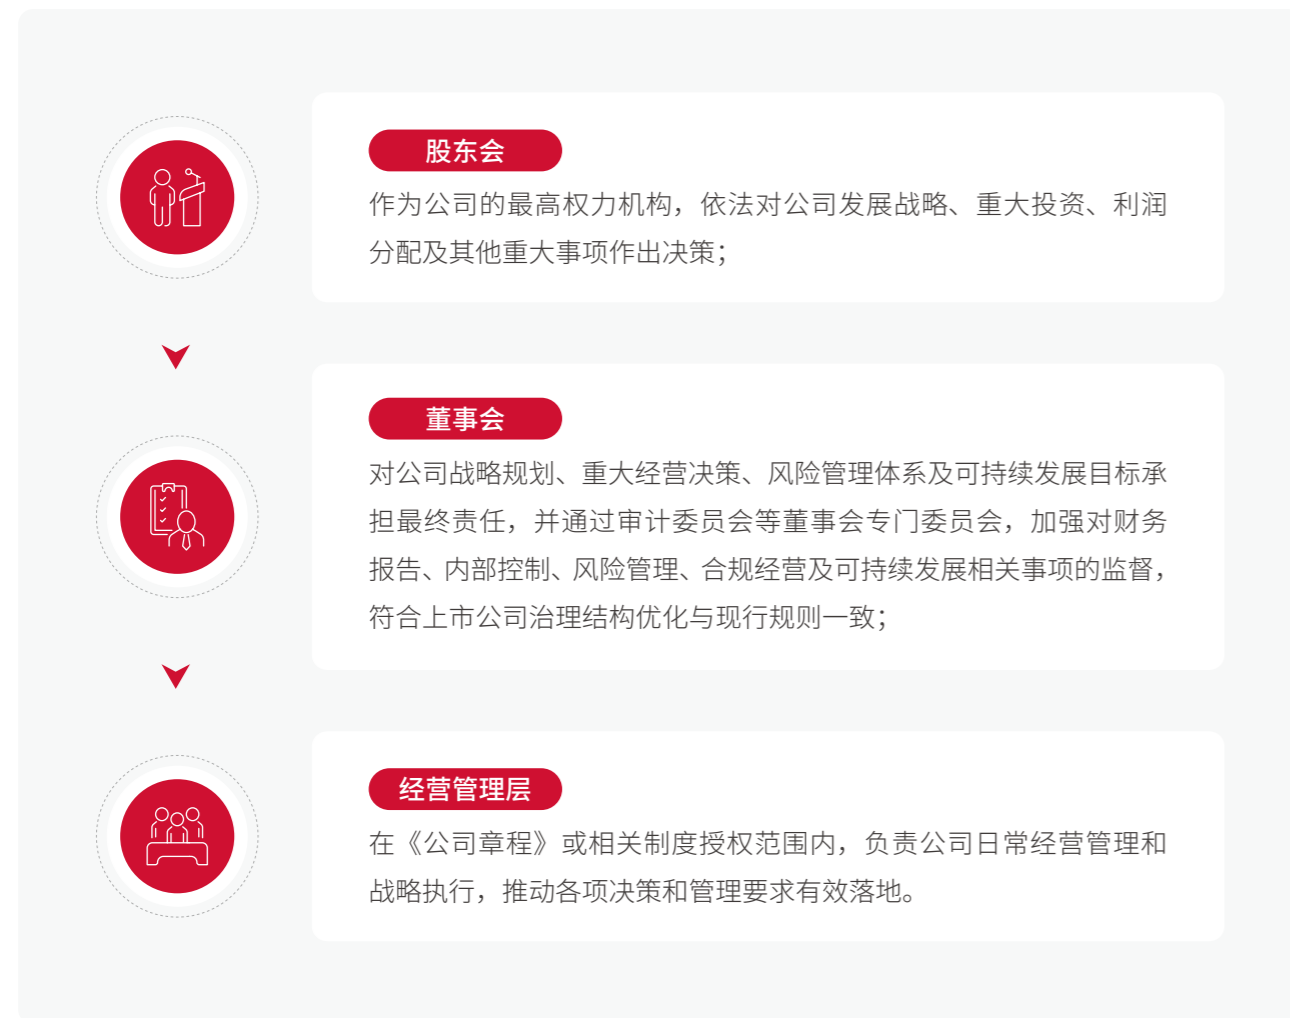 股东会
作为公司的最高权力机构，依法对公司发展战略、重大投资、利润
分配及其他重大事项作出决策；
董事会
对公司战略规划、重大经营决策、风险管理体系及可持续发展目标承
担最终责任，并通过审计委员会等董事会专门委员会，加强对财务
报告、内部控制、风险管理、合规经营及可持续发展相关事项的监督，
符合上市公司治理结构优化与现行规则一致；
经营管理层
在《公司章程》或相关制度授权范围内，负责公司日常经营管理和
战略执行，推动各项决策和管理要求有效落地。